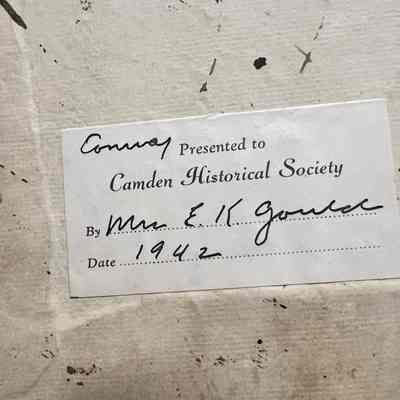 Conway Presented to
Camden Historical Society
By Mrs E. K Gould
Date 1942